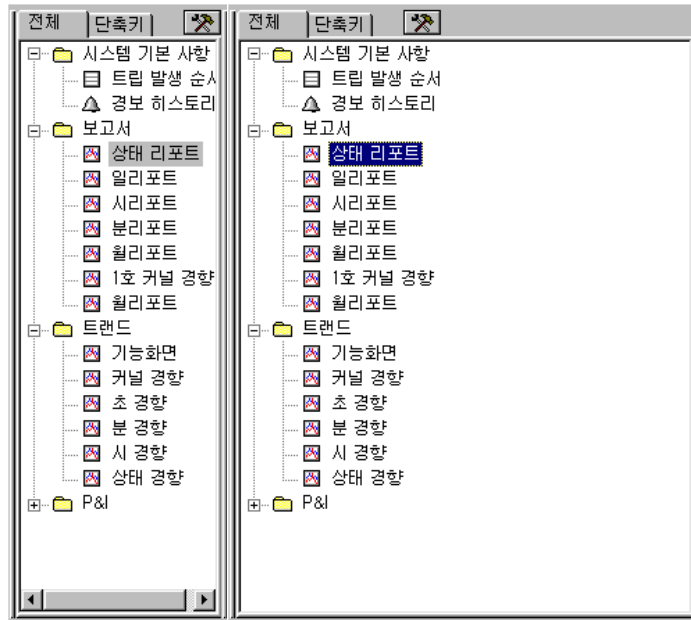 전체 단축키
시스템 기본 사항
트립 발생 순서
경보 히스토리
보고서
상태 리포트
일리포트
시리포트
분리포트
월리포트
1호 커널 경향
월리포트
트랜드
기능화면
커널 경향
초 경향
분 경향
시 경향
상태 경향
P&I
전체 단축키
시스템 기본 사항
트립 발생 순서
경보 히스토리
보고서
상태 리포트
일리포트
시리포트
분리포트
월리포트
1호 커널 경향
월리포트
트랜드
기능화면
커널 경향
초 경향
분 경향
시 경향
상태 경향
P&I